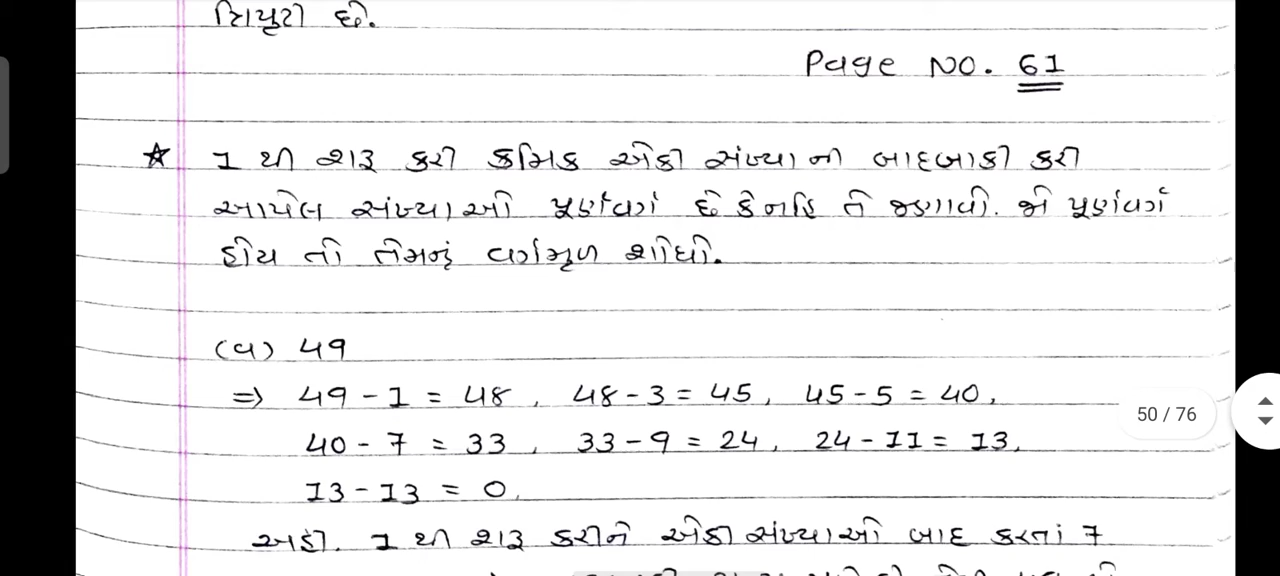 ત્રિપુટી છે.
Page No. 61
☆ 1 થી શરૂ કરી ક્રમિક એકી સંખ્યાની બાદબાકી કરી
આપેલ સંખ્યાઓ પૂર્ણવર્ગ છે કે નહિ તે જણાવો. જો પૂર્ણવર્ગ
હોય તો તેમનું વર્ગમૂળ શોધો.
(a) 49
⇒ 49 - 1 = 48, 48 - 3 = 45, 45 - 5 = 40,
40 - 7 = 33, 33 - 9 = 24, 24 - 11 = 13,
13 - 13 = 0,
50 / 76
અહી. 1 થી શરૂ કરીને એકી સંખ્યાઓ બાદ કરતાં 7